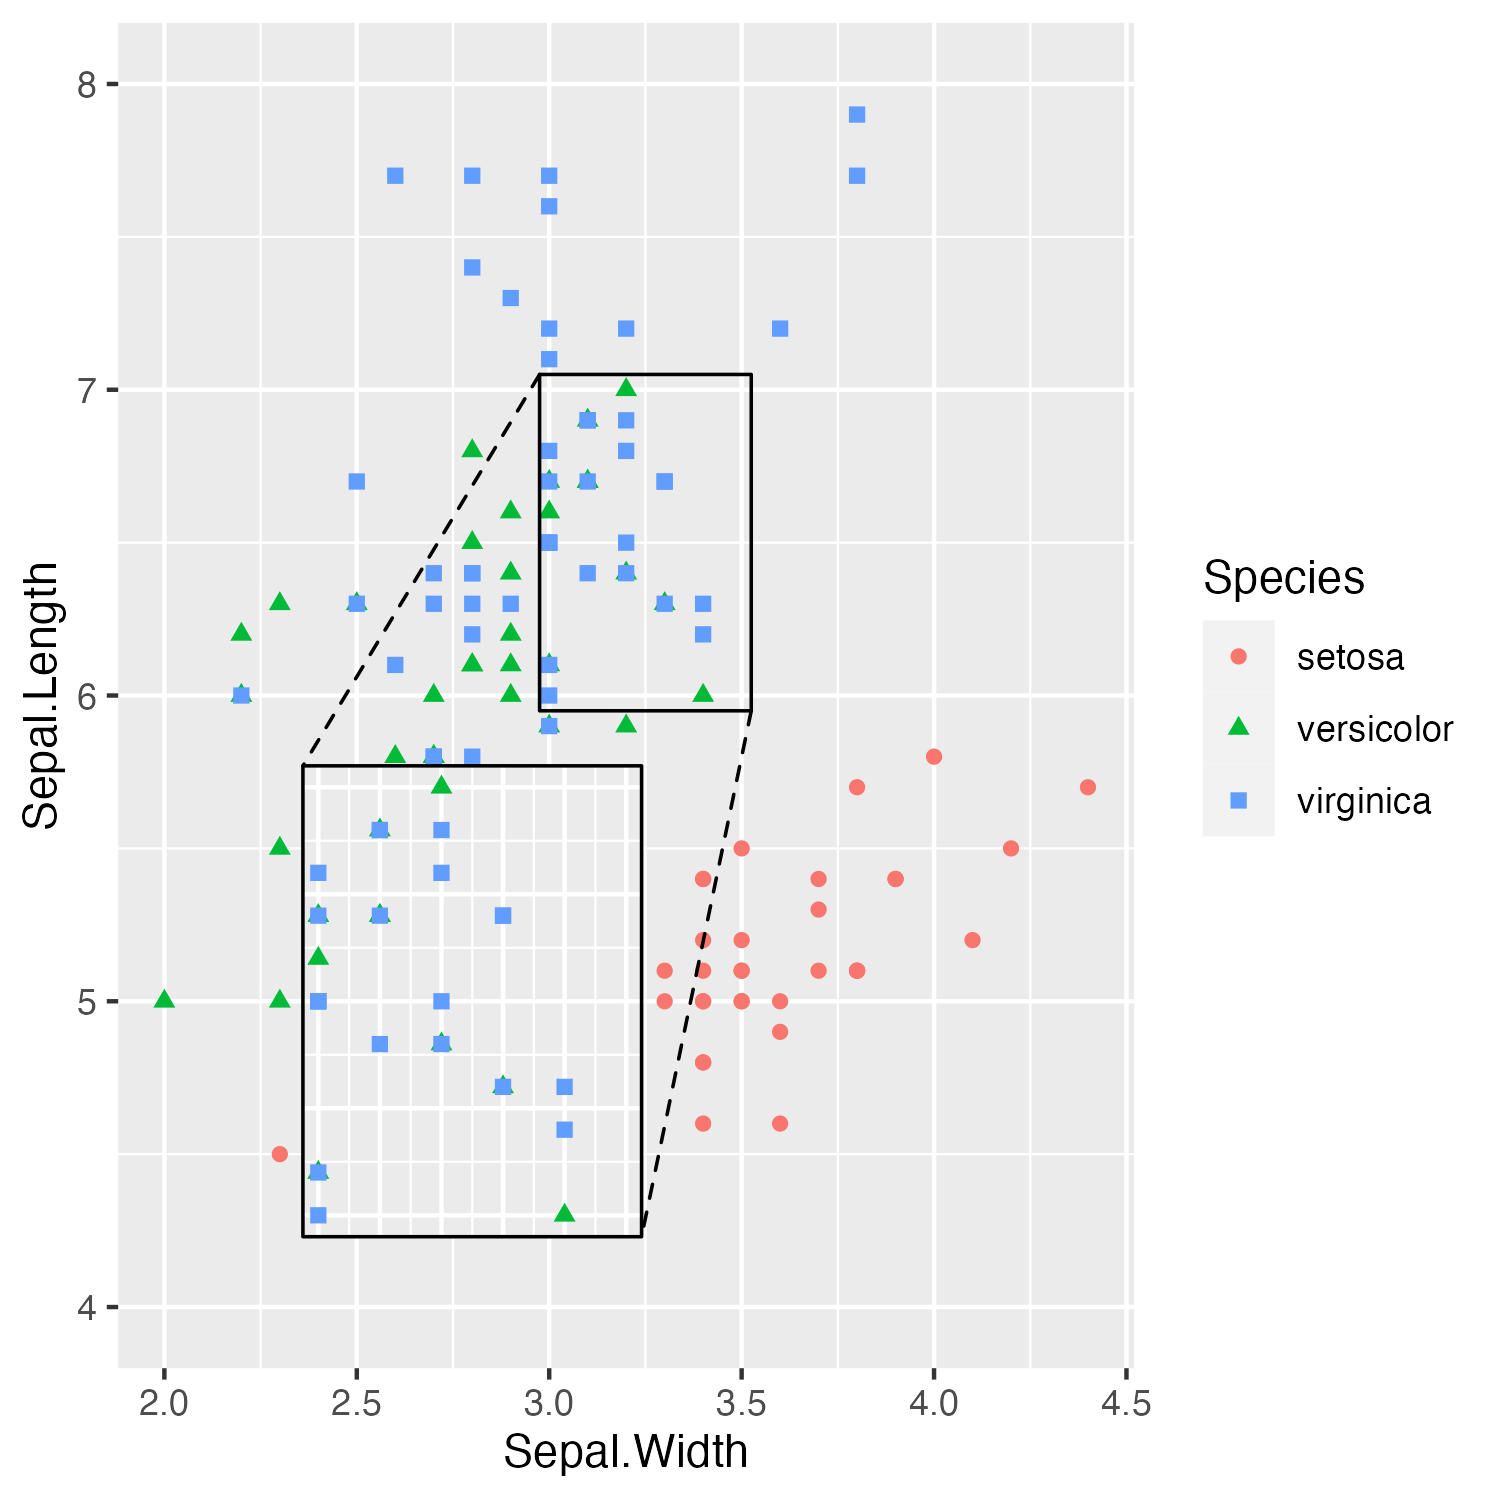 8
7
6
5
4
Sepal.Length
2.0 2.5 3.0 3.5 4.0 4.5
Sepal.Width
Species
setosa
versicolor
virginica